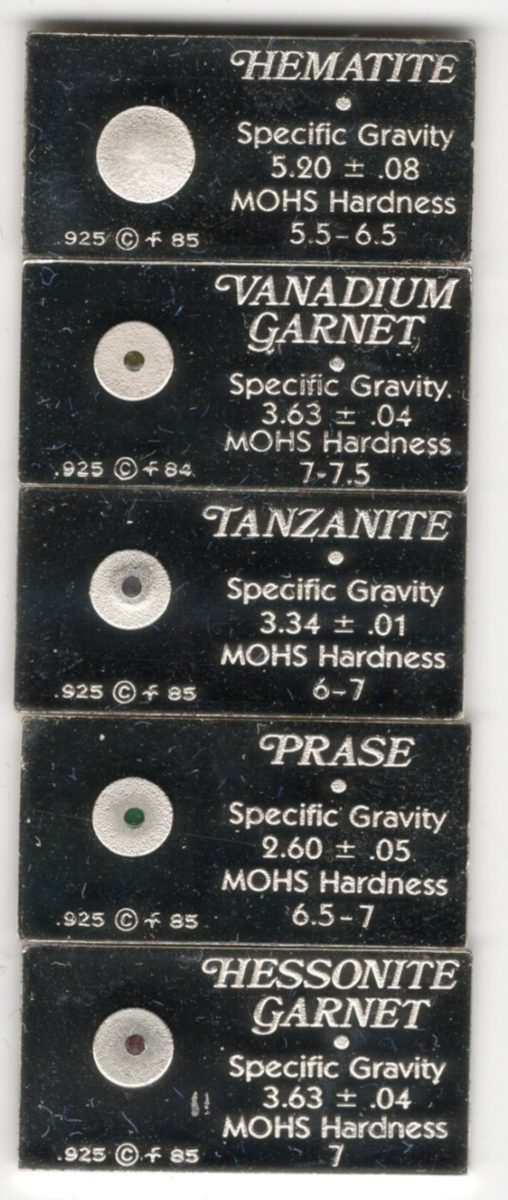 HEMATITE
Specific Gravity
5.20 ± .08
MOHS Hardness
5.5-6.5
.925 © f 85
VANADIUM
GARNET
Specific Gravity.
3.63 ± .04
MOHS Hardness
7-7.5
.925 © f 84
TANZANITE
Specific Gravity
3.34 ± .01
MOHS Hardness
6-7
.925 © f 85
PRASE
Specific Gravity
2.60 ± .05
MOHS Hardness
6.5-7
.925 © f 85
HESSONITE
GARNET
Specific Gravity
3.63 ± .04
MOHS Hardness
7
.925 © f 85